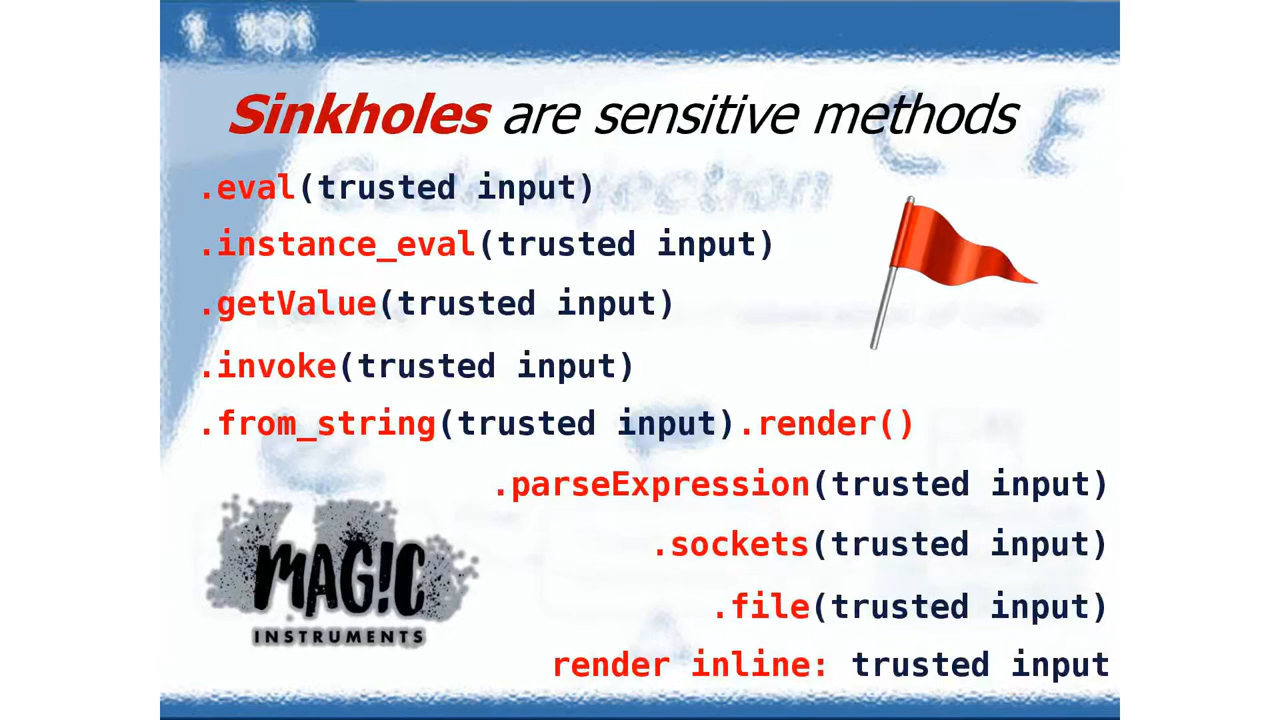 Sinkholes are sensitive methods
.eval(trusted input)
.instance_eval(trusted input)
.getValue(trusted input)
.invoke(trusted input)
.from_string(trusted input).render()
.parseExpression(trusted input)
.sockets(trusted input)
.file(trusted input)
render inline: trusted input
MAG!C
INSTRUMENTS